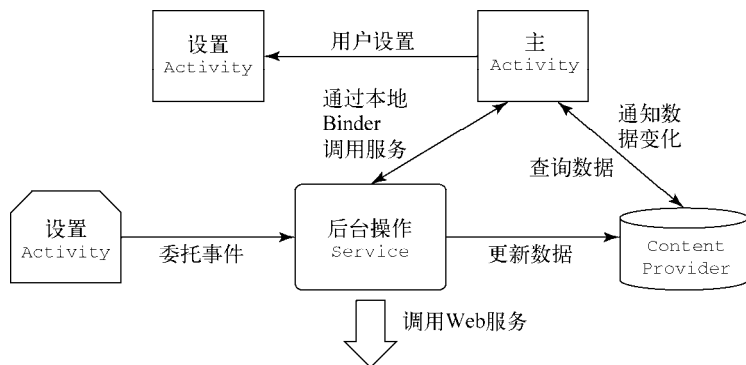 设置
Activity
用户设置
主
Activity
通过本地
Binder
调用服务
通知数
据变化
查询数据
设置
Activity
委托事件
后台操作
Service
更新数据
Content
Provider
调用Web服务